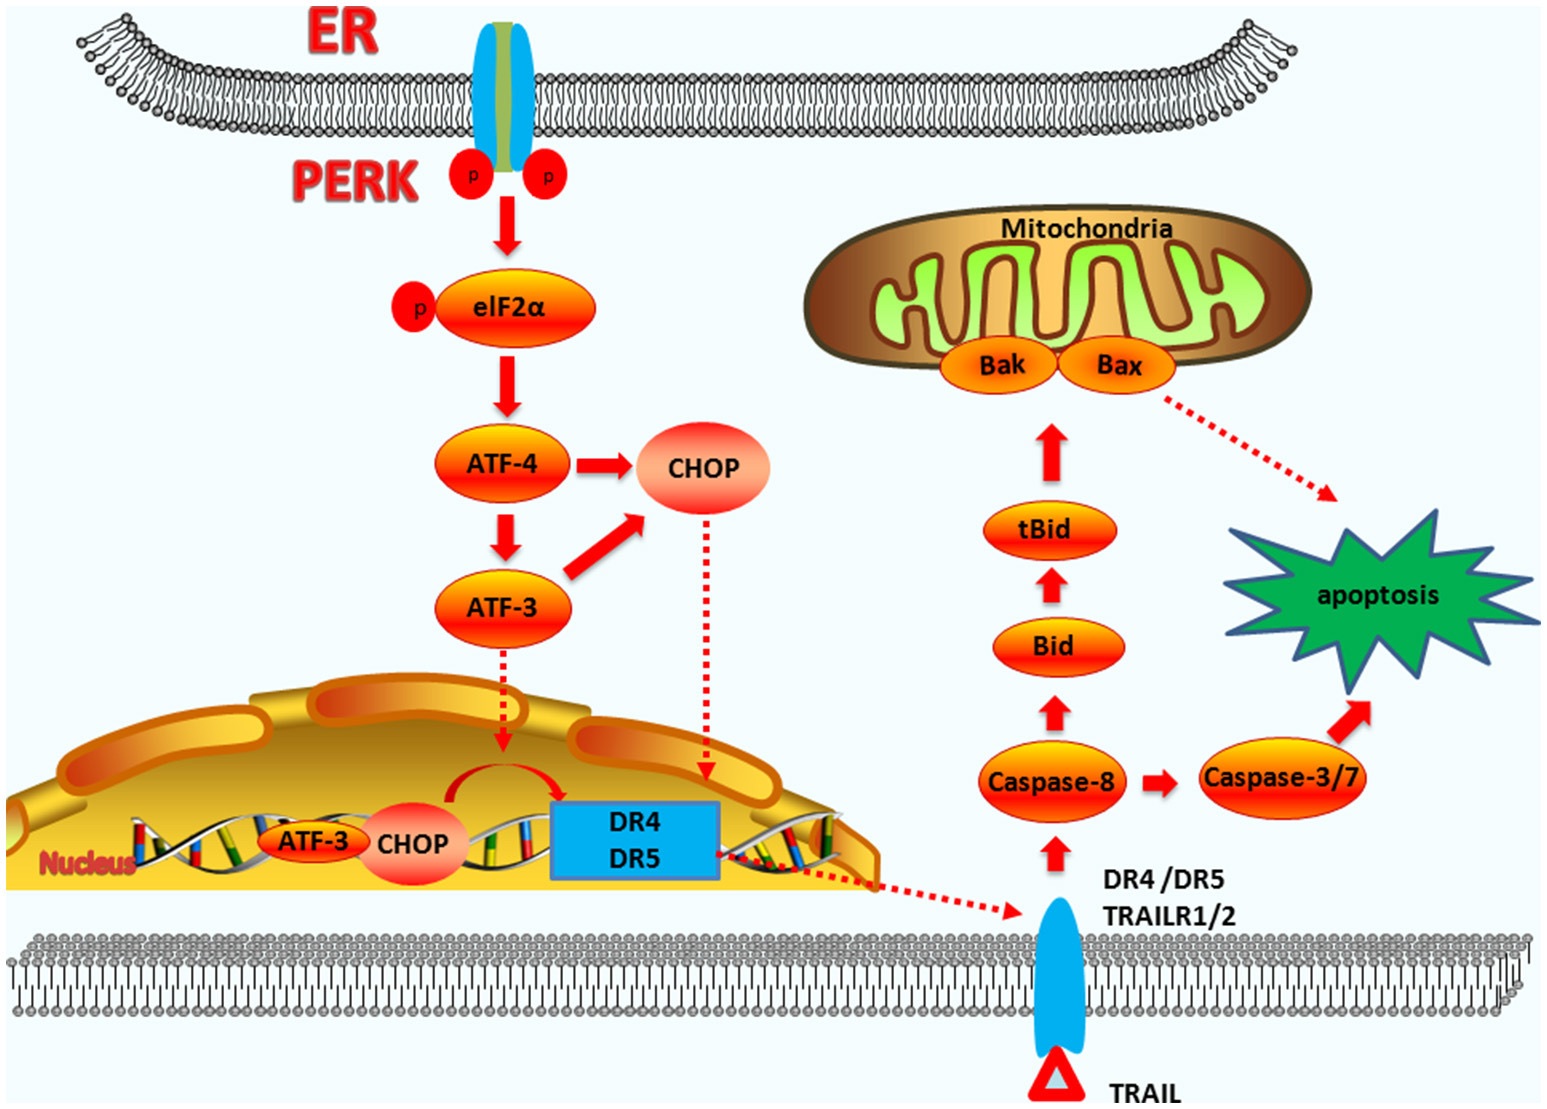 ER
PERK
p
p
p
eIF2α
ATF-4
CHOP
ATF-3
Nucleus
ATF-3
CHOP
DR4
DR5
Mitochondria
Bak
Bax
tBid
Bid
apoptosis
Caspase-8
Caspase-3/7
DR4 /DR5
TRAILR1/2
TRAIL